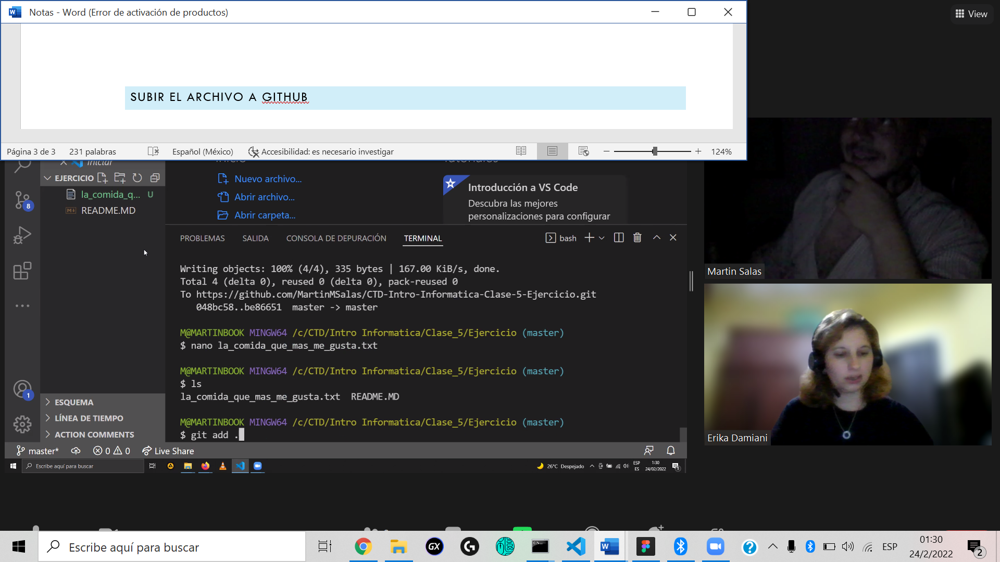 Notas - Word (Error de activación de productos)
View
SUBIR EL ARCHIVO A GITHUB
Página 3 de 3 231 palabras Español (México) Accesibilidad: es necesario investigar 124%
Iniciar
EJERCICIO
la_comida_q... U
README.MD
8
Nuevo archivo...
Abrir archivo...
Abrir carpeta...
Introducción a VS Code
Descubra las mejores
personalizaciones para configurar
PROBLEMAS SALIDA CONSOLA DE DEPURACIÓN TERMINAL bash
Writing objects: 100% (4/4), 335 bytes | 167.00 KiB/s, done.
Total 4 (delta 0), reused 0 (delta 0), pack-reused 0
To https://github.com/MartinMSalas/CTD-Intro-Informatica-Clase-5-Ejercicio.git
048bc58..be86651 master -> master
M@MARTINBOOK MINGW64 /c/CTD/Intro Informatica/Clase_5/Ejercicio (master)
$ nano la_comida_que_mas_me_gusta.txt
M@MARTINBOOK MINGW64 /c/CTD/Intro Informatica/Clase_5/Ejercicio (master)
$ ls
la_comida_que_mas_me_gusta.txt README.MD
M@MARTINBOOK MINGW64 /c/CTD/Intro Informatica/Clase_5/Ejercicio (master)
$ git add .
1
ESQUEMA
LÍNEA DE TIEMPO
ACTION COMMENTS
master* 0 0 Live Share
Escribe aquí para buscar
26°C Despejado
ESP
ES
1:30
24/02/2022
Martin Salas
Erika Damiani
Escribe aquí para buscar
GX
ESP
01:30
24/2/2022
2